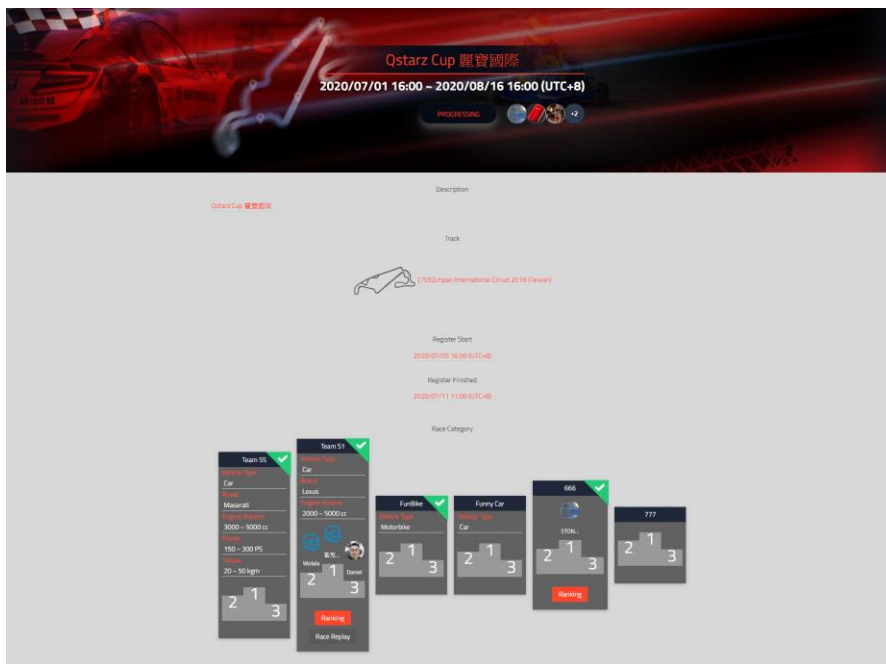 Qstarz Cup 麗寶國際
2020/07/01 16:00 ~ 2020/08/16 16:00 (UTC+8)
PROGRESSING
+2
Description
Qstarz Cup 麗寶國際
Track
Lihpao International Circuit 2019 (Taiwan)
Register Start
2020/07/05 16:00 (UTC+8)
Register Finished
2020/07/11 11:00 (UTC+8)
Race Category
Team S5
Vehicle Type
Car
Brand
Maserati
Engine Volume
3000 ~ 5000 cc
Power
150 ~ 300 PS
Torque
20 ~ 50 kgm
1
2
3
Team S1
Vehicle Type
Car
Brand
Lexus
Engine Volume
2000 ~ 5000 cc
Walala
Daniel
1
2
3
Ranking
Race Replay
FunBike
Vehicle Type
Motorbike
1
2
3
Funny Car
Vehicle Type
Car
1
2
3
666
STON...
1
2
3
Ranking
777
1
2
3